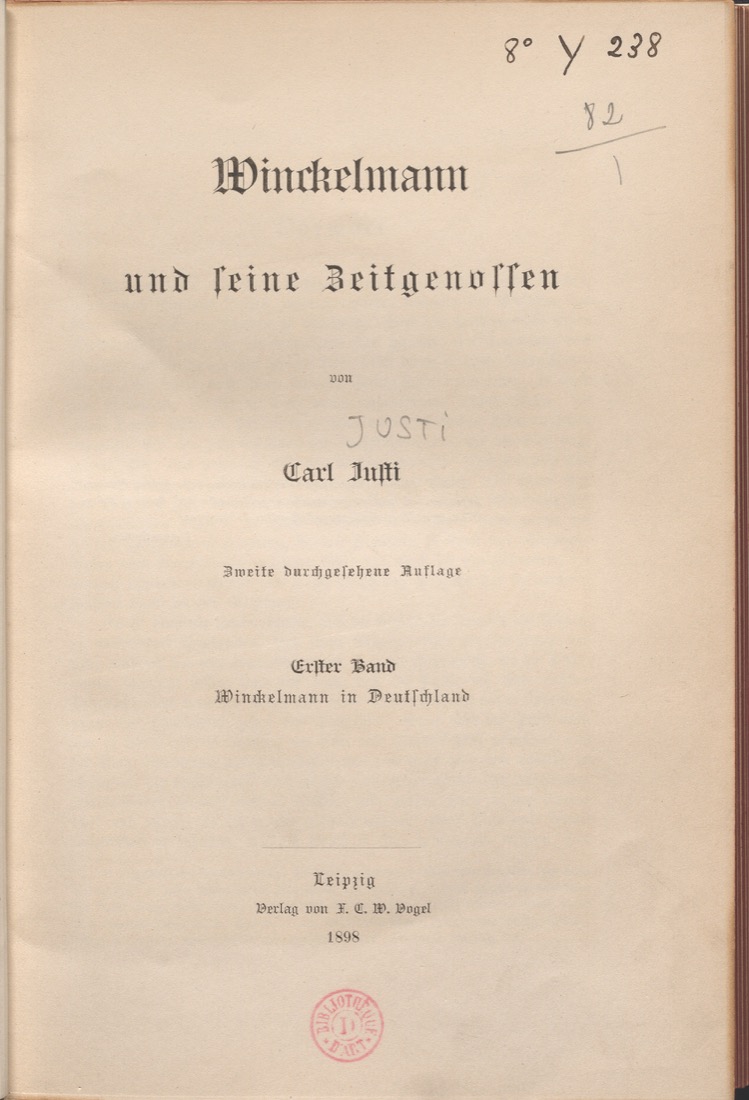 8° Y 238
82
1
Winckelmann
und ſeine Zeitgenoſſen
von
JUSTi
Carl Juſti
Zweite durchgeſehene Auflage
Erſter Band
Winckelmann in Deutſchland
Leipzig
Verlag von F. C. W. Vogel
1898
BIBLIOTHÈQUE
D
D'ART